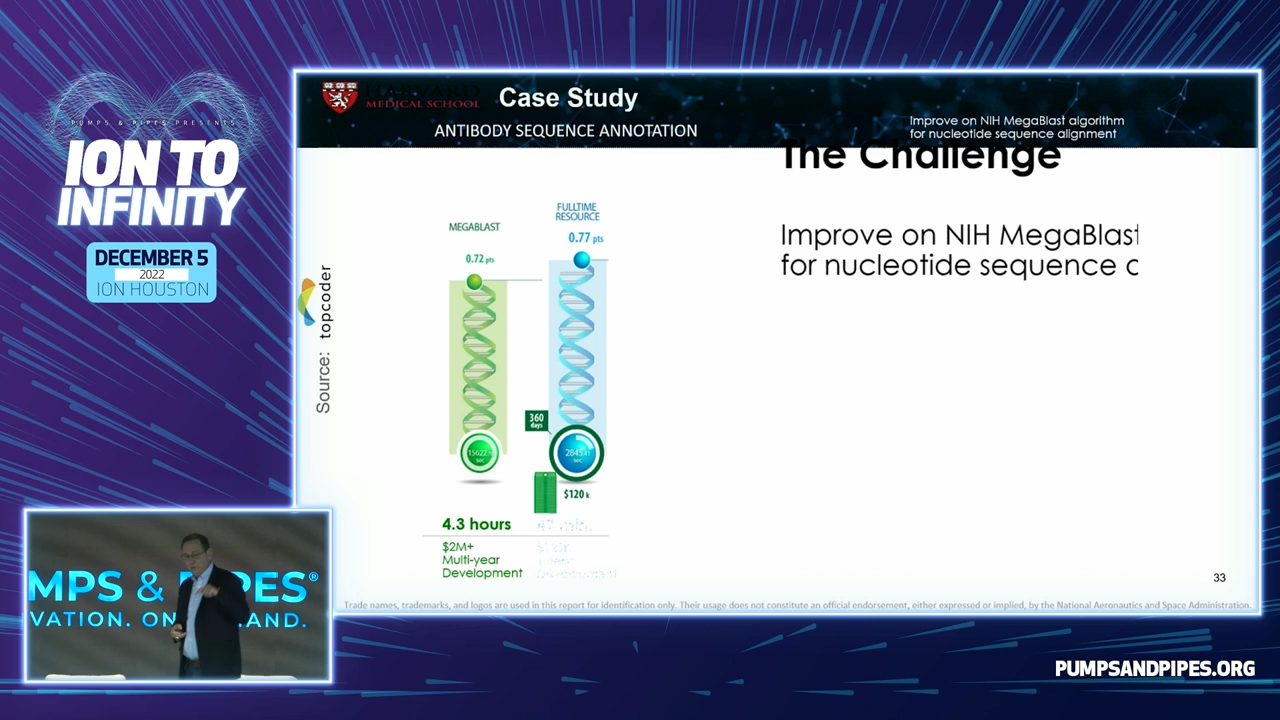 PUMPS & PIPES PRESENTS
ION TO
INFINITY
DECEMBER 5
2022
ION HOUSTON
HARVARD
MEDICAL SCHOOL
Case Study
ANTIBODY SEQUENCE ANNOTATION
Improve on NIH MegaBlast algorithm
for nucleotide sequence alignment
The Challenge
Improve on NIH MegaBlast
for nucleotide sequence
Source: topcoder
MEGABLAST
0.72 pts
FULLTIME
RESOURCE
0.77 pts
360
days
sec
sec
$120 k
4.3 hours
$2M+
Multi-year
Development
33
Trade names, trademarks, and logos are used in this report for identification only. Their usage does not constitute an official endorsement, either expressed or implied, by the National Aeronautics and Space Administration.
MPS & PIPES®
VATION. ON AND.
PUMPSANDPIPES.ORG